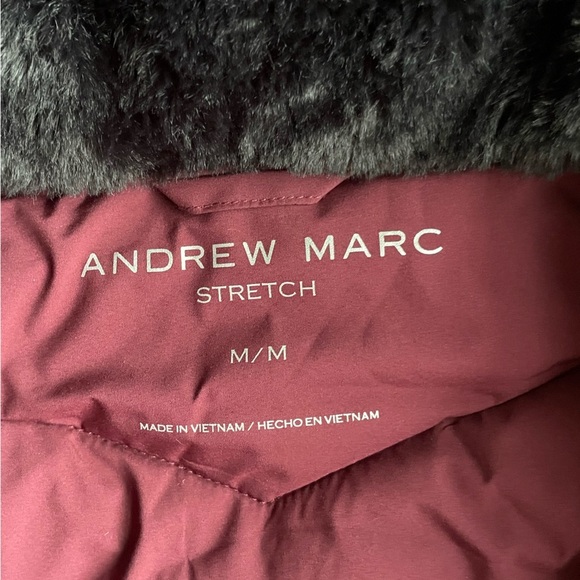 ANDREW MARC
STRETCH
M/M
MADE IN VIETNAM / HECHO EN VIETNAM